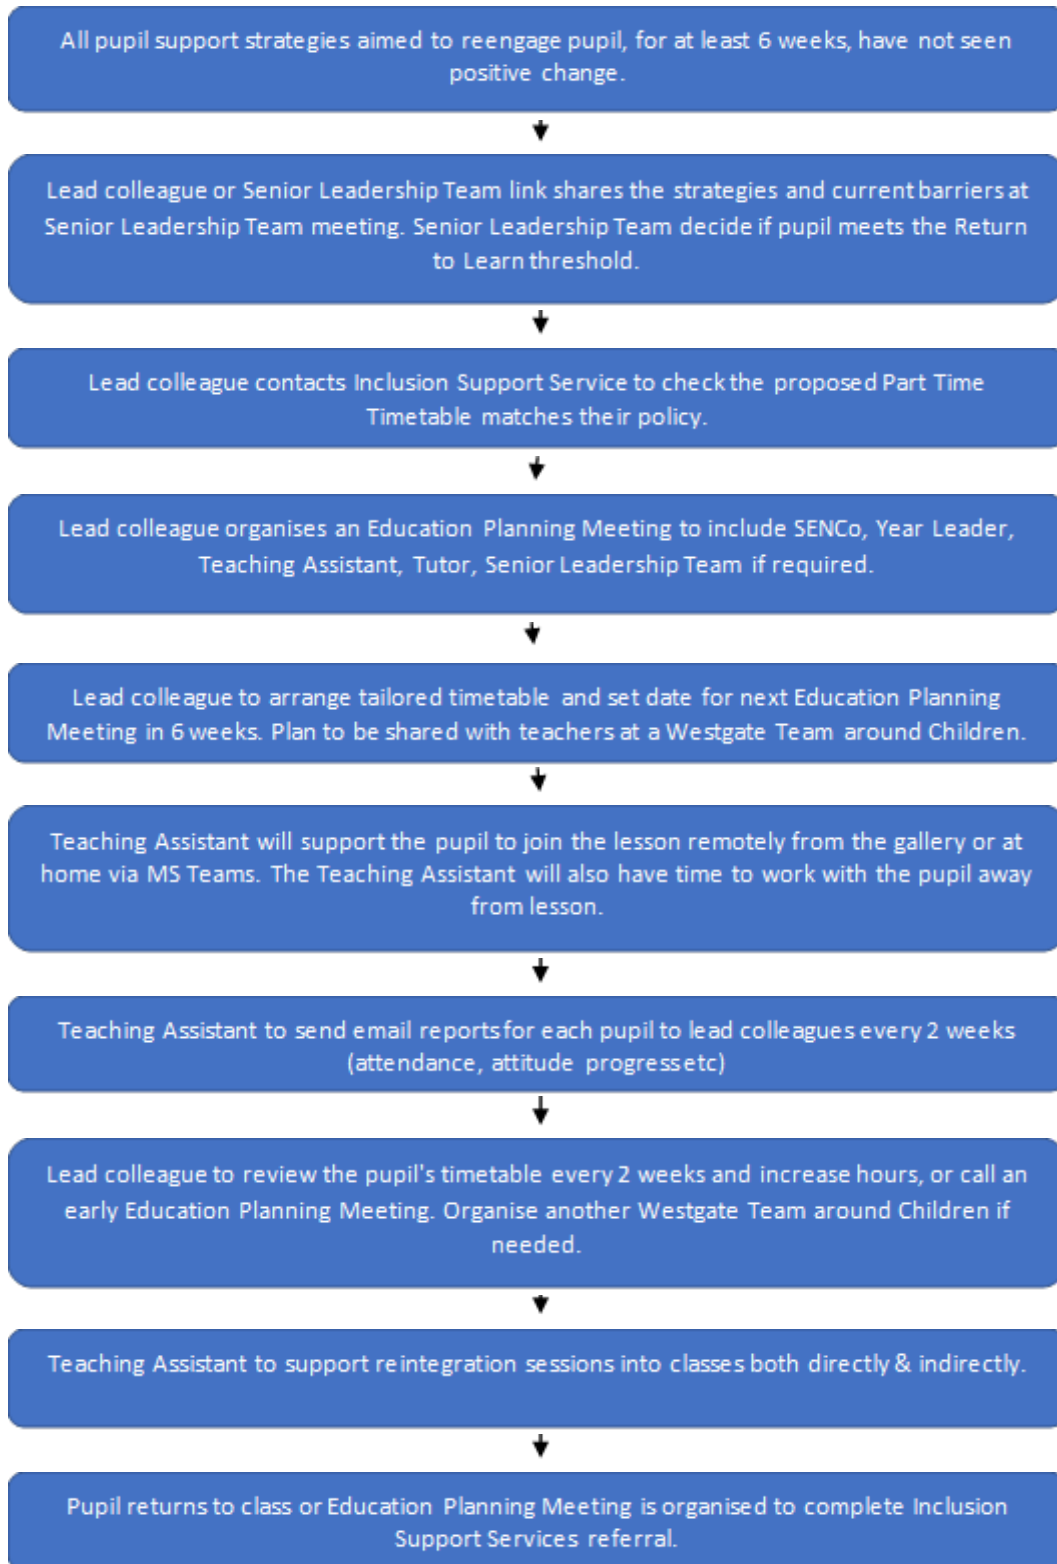 All pupil support strategies aimed to reengage pupil, for at least 6 weeks, have not seen
positive change.
Lead colleague or Senior Leadership Team link shares the strategies and current barriers at
Senior Leadership Team meeting. Senior Leadership Team decide if pupil meets the Return
to Learn threshold.
Lead colleague contacts Inclusion Support Service to check the proposed Part Time
Timetable matches their policy.
Lead colleague organises an Education Planning Meeting to include SENCo, Year Leader,
Teaching Assistant, Tutor, Senior Leadership Team if required.
Lead colleague to arrange tailored timetable and set date for next Education Planning
Meeting in 6 weeks. Plan to be shared with teachers at a Westgate Team around Children.
Teaching Assistant will support the pupil to join the lesson remotely from the gallery or at
home via MS Teams. The Teaching Assistant will also have time to work with the pupil away
from lesson.
Teaching Assistant to send email reports for each pupil to lead colleagues every 2 weeks
(attendance, attitude progress etc)
Lead colleague to review the pupil's timetable every 2 weeks and increase hours, or call an
early Education Planning Meeting. Organise another Westgate Team around Children if
needed.
Teaching Assistant to support reintegration sessions into classes both directly & indirectly.
Pupil returns to class or Education Planning Meeting is organised to complete Inclusion
Support Services referral.